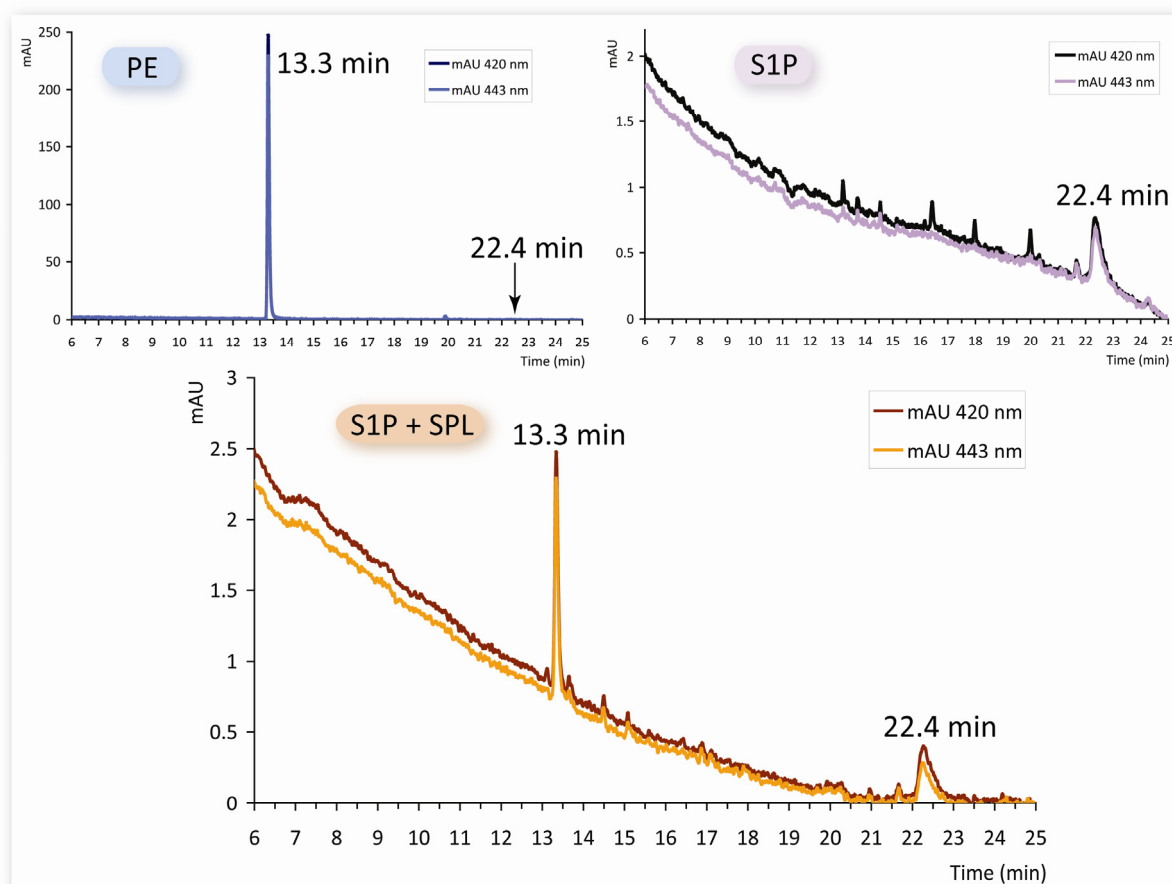 PE
mAU
250
200
150
100
50
0
13.3 min
22.4 min
mAU 420 nm
mAU 443 nm
6 7 8 9 10 11 12 13 14 15 16 17 18 19 20 21 22 23 24 25
Time (min)
S1P
mAU
2
1.5
1
0.5
0
22.4 min
mAU 420 nm
mAU 443 nm
6 7 8 9 10 11 12 13 14 15 16 17 18 19 20 21 22 23 24 25
Time (min)
S1P + SPL
mAU
3
2.5
2
1.5
1
0.5
0
13.3 min
22.4 min
mAU 420 nm
mAU 443 nm
6 7 8 9 10 11 12 13 14 15 16 17 18 19 20 21 22 23 24 25
Time (min)